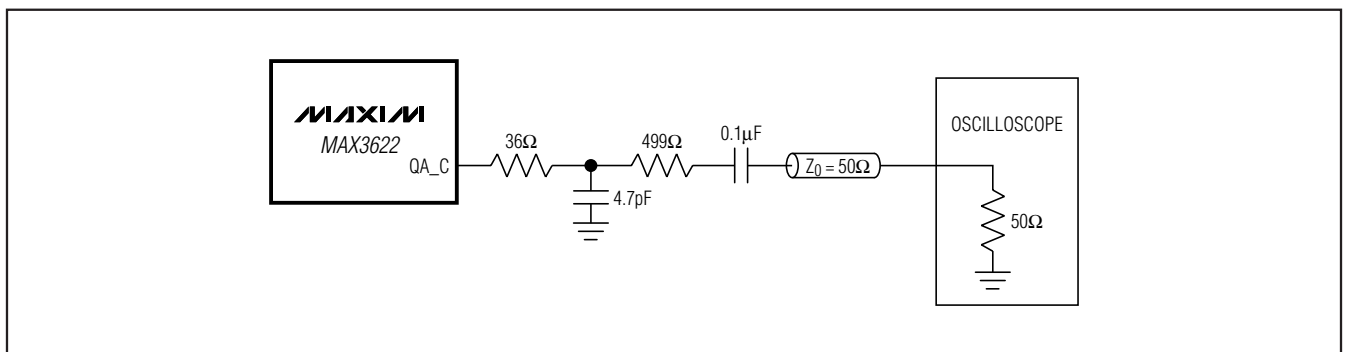 MAXIM
MAX3622
QA_C
36Ω
4.7pF
499Ω
0.1µF
Z₀ = 50Ω
OSCILLOSCOPE
50Ω